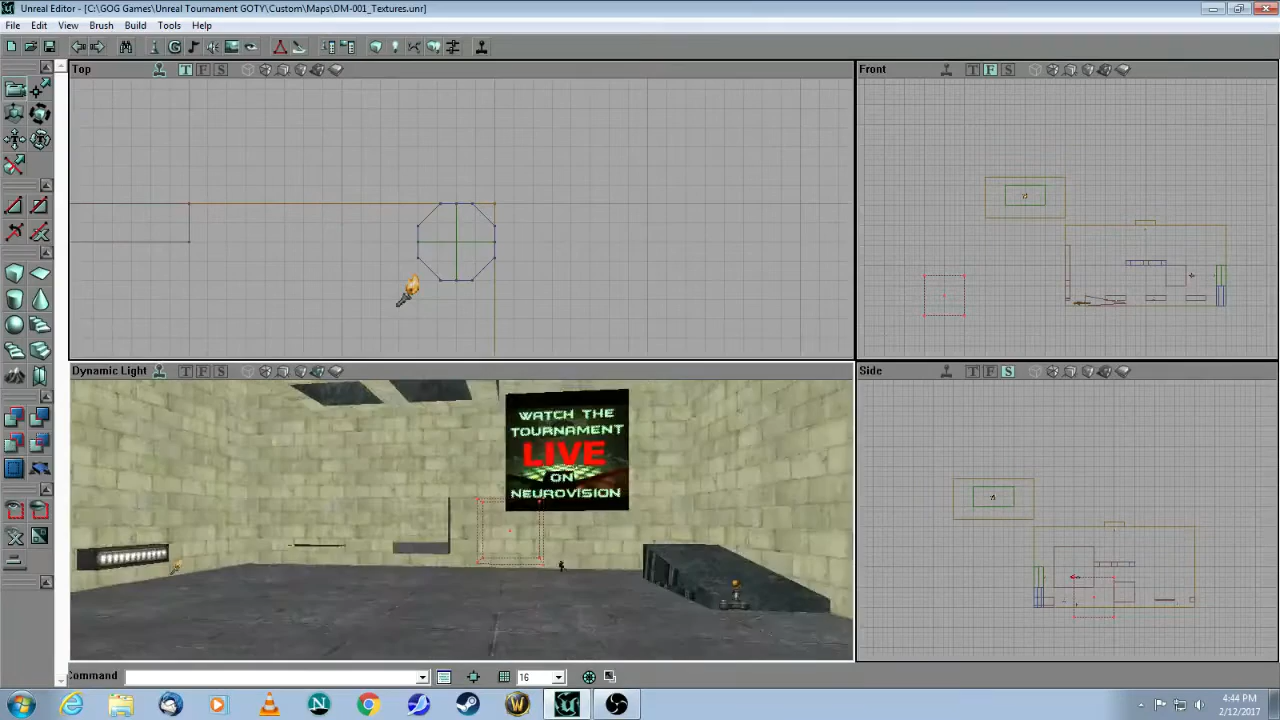 Unreal Editor - [C:\GOG Games\Unreal Tournament GOTY\Custom\Maps\DM-001_Textures.unr]
File Edit View Brush Build Tools Help
Top T F S
Front T F S
Dynamic Light T F S
Side T F S
WATCH THE
TOURNAMENT
LIVE
ON
NEUROVISION
Command 16
4:44 PM
2/12/2017